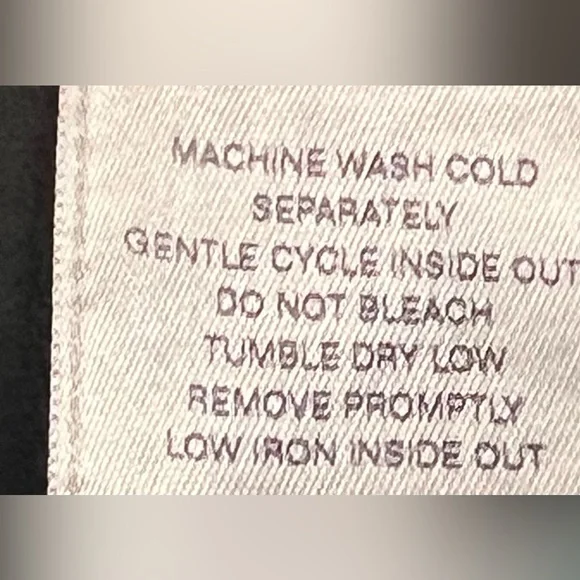 MACHINE WASH COLD
SEPARATELY
GENTLE CYCLE INSIDE OUT
DO NOT BLEACH
TUMBLE DRY LOW
REMOVE PROMPTLY
LOW IRON INSIDE OUT